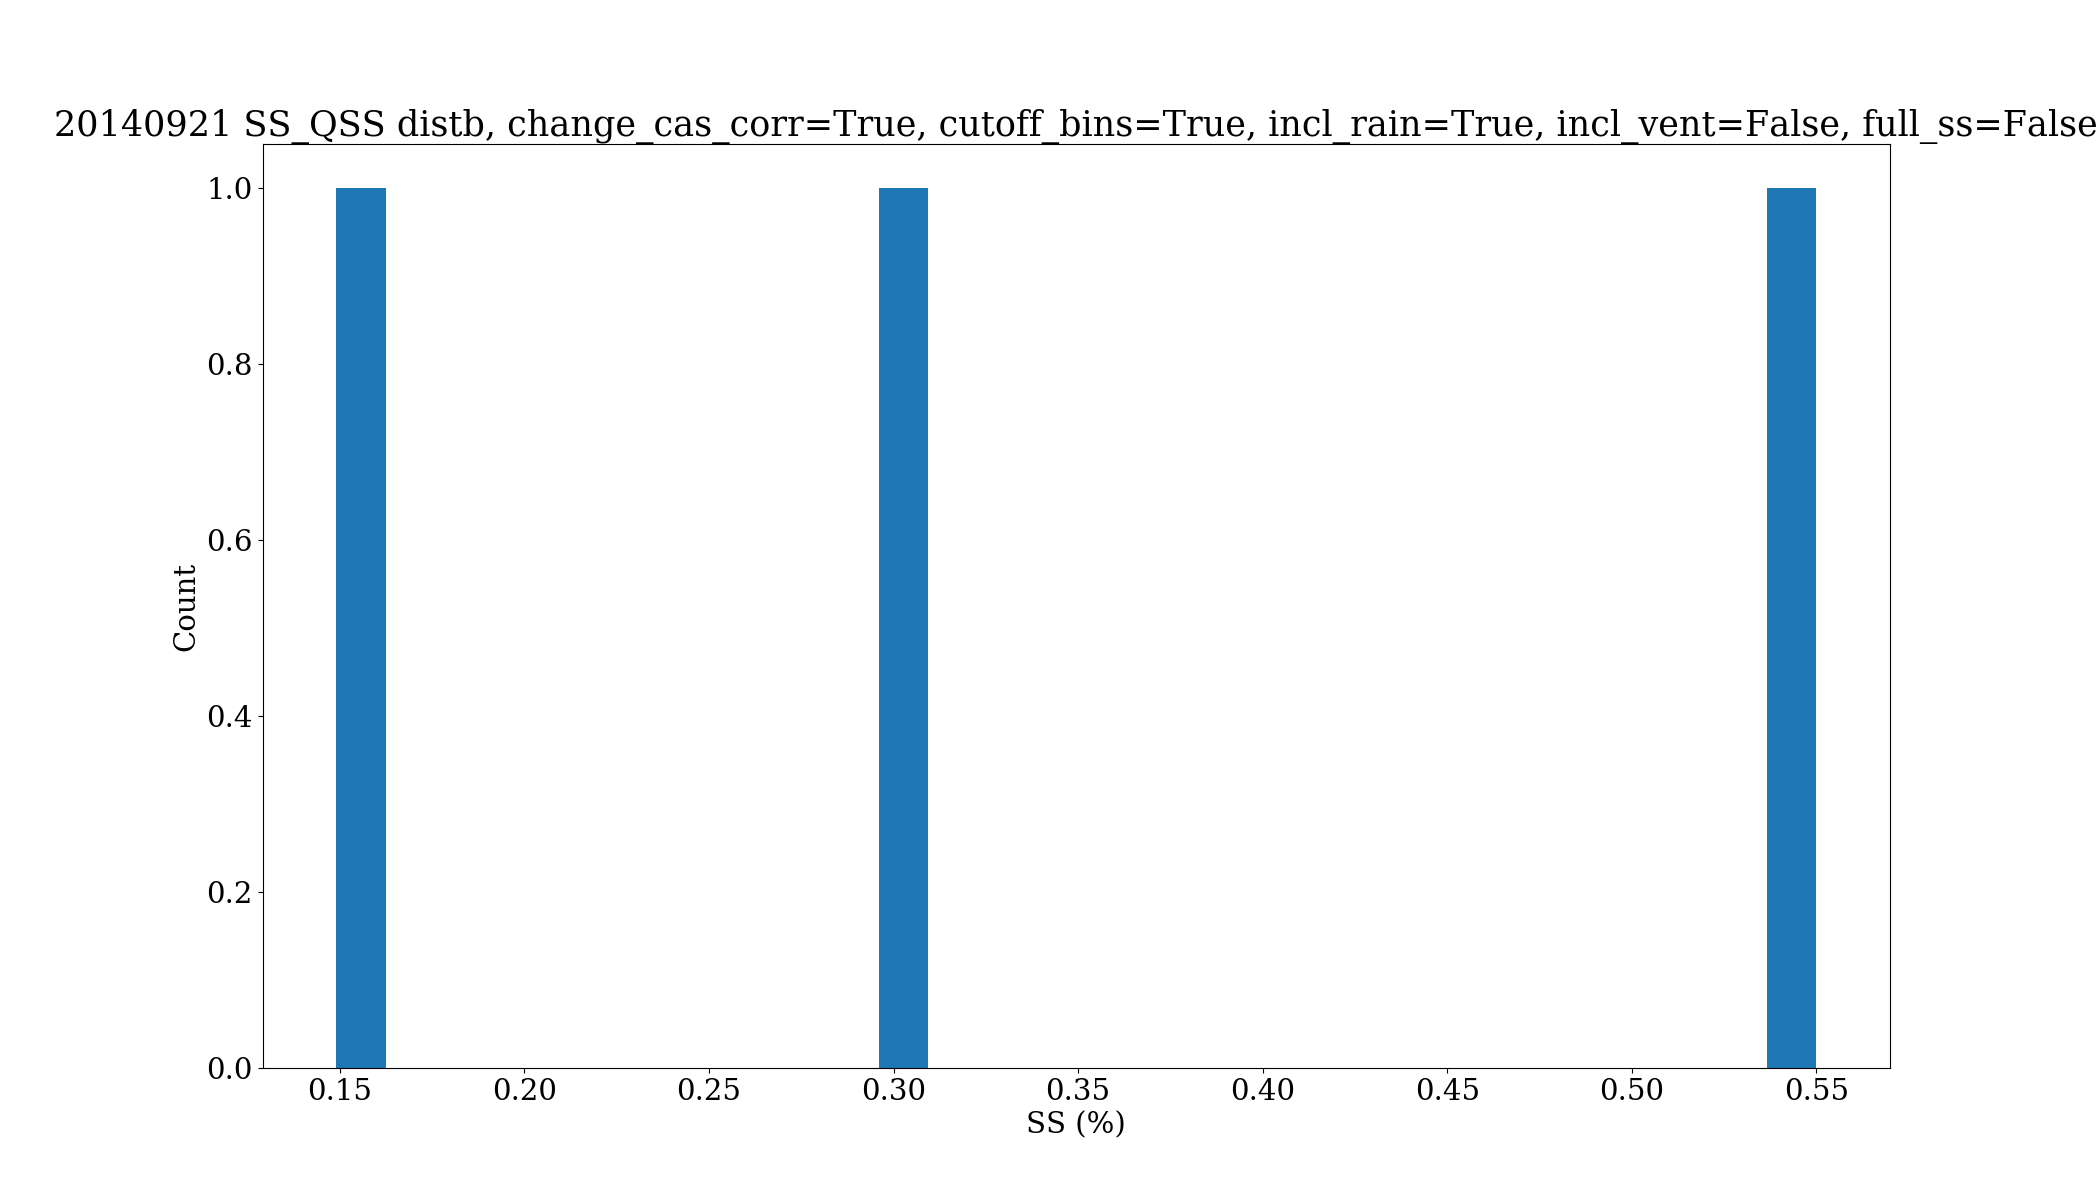 20140921 SS_QSS distb, change_cas_corr=True, cutoff_bins=True, incl_rain=True, incl_vent=False, full_ss=False
1.0
0.8
0.6
0.4
0.2
0.0
Count
0.15 0.20 0.25 0.30 0.35 0.40 0.45 0.50 0.55
SS (%)